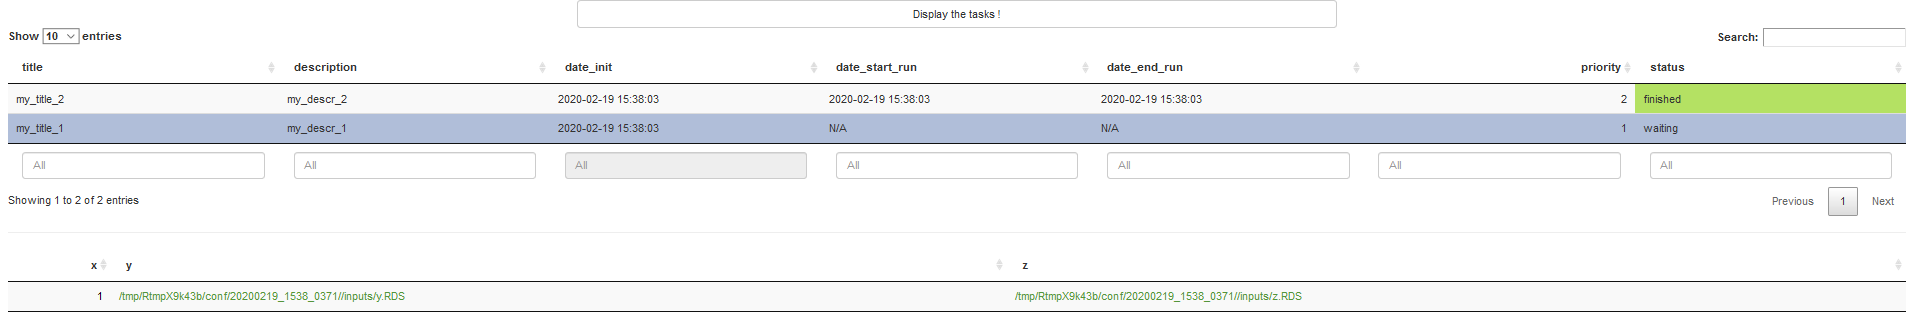 Display the tasks !
Show 10 entries Search:
title description date_init date_start_run date_end_run priority status
my_title_2 my_descr_2 2020-02-19 15:38:03 2020-02-19 15:38:03 2020-02-19 15:38:03 2 finished
my_title_1 my_descr_1 2020-02-19 15:38:03 N/A N/A 1 waiting
All All All All All All All
Showing 1 to 2 of 2 entries Previous 1 Next
x y z
1 /tmp/RtmpX9k43b/conf/20200219_1538_0371//inputs/y.RDS /tmp/RtmpX9k43b/conf/20200219_1538_0371//inputs/z.RDS